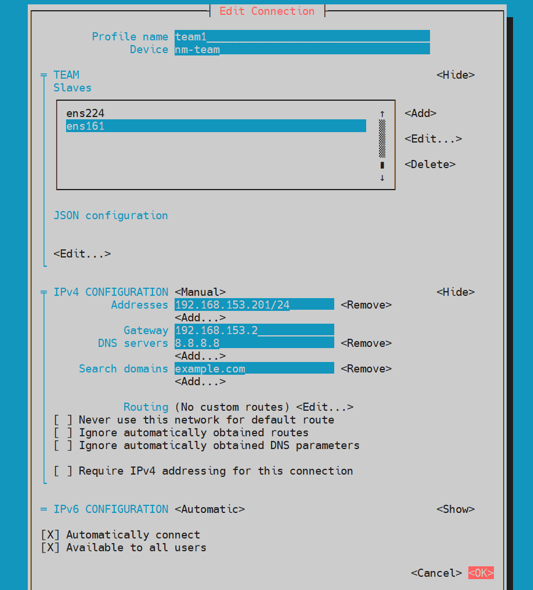 Edit Connection
Profile name team1
Device nm-team
TEAM <Hide>
Slaves
ens224 <Add>
ens161
<Edit...>
<Delete>
JSON configuration
<Edit...>
IPv4 CONFIGURATION <Manual> <Hide>
Addresses 192.168.153.201/24 <Remove>
<Add...>
Gateway 192.168.153.2
DNS servers 8.8.8.8 <Remove>
<Add...>
Search domains example.com <Remove>
<Add...>
Routing (No custom routes) <Edit...>
[ ] Never use this network for default route
[ ] Ignore automatically obtained routes
[ ] Ignore automatically obtained DNS parameters
[ ] Require IPv4 addressing for this connection
IPv6 CONFIGURATION <Automatic> <Show>
[X] Automatically connect
[X] Available to all users
<Cancel> <OK>